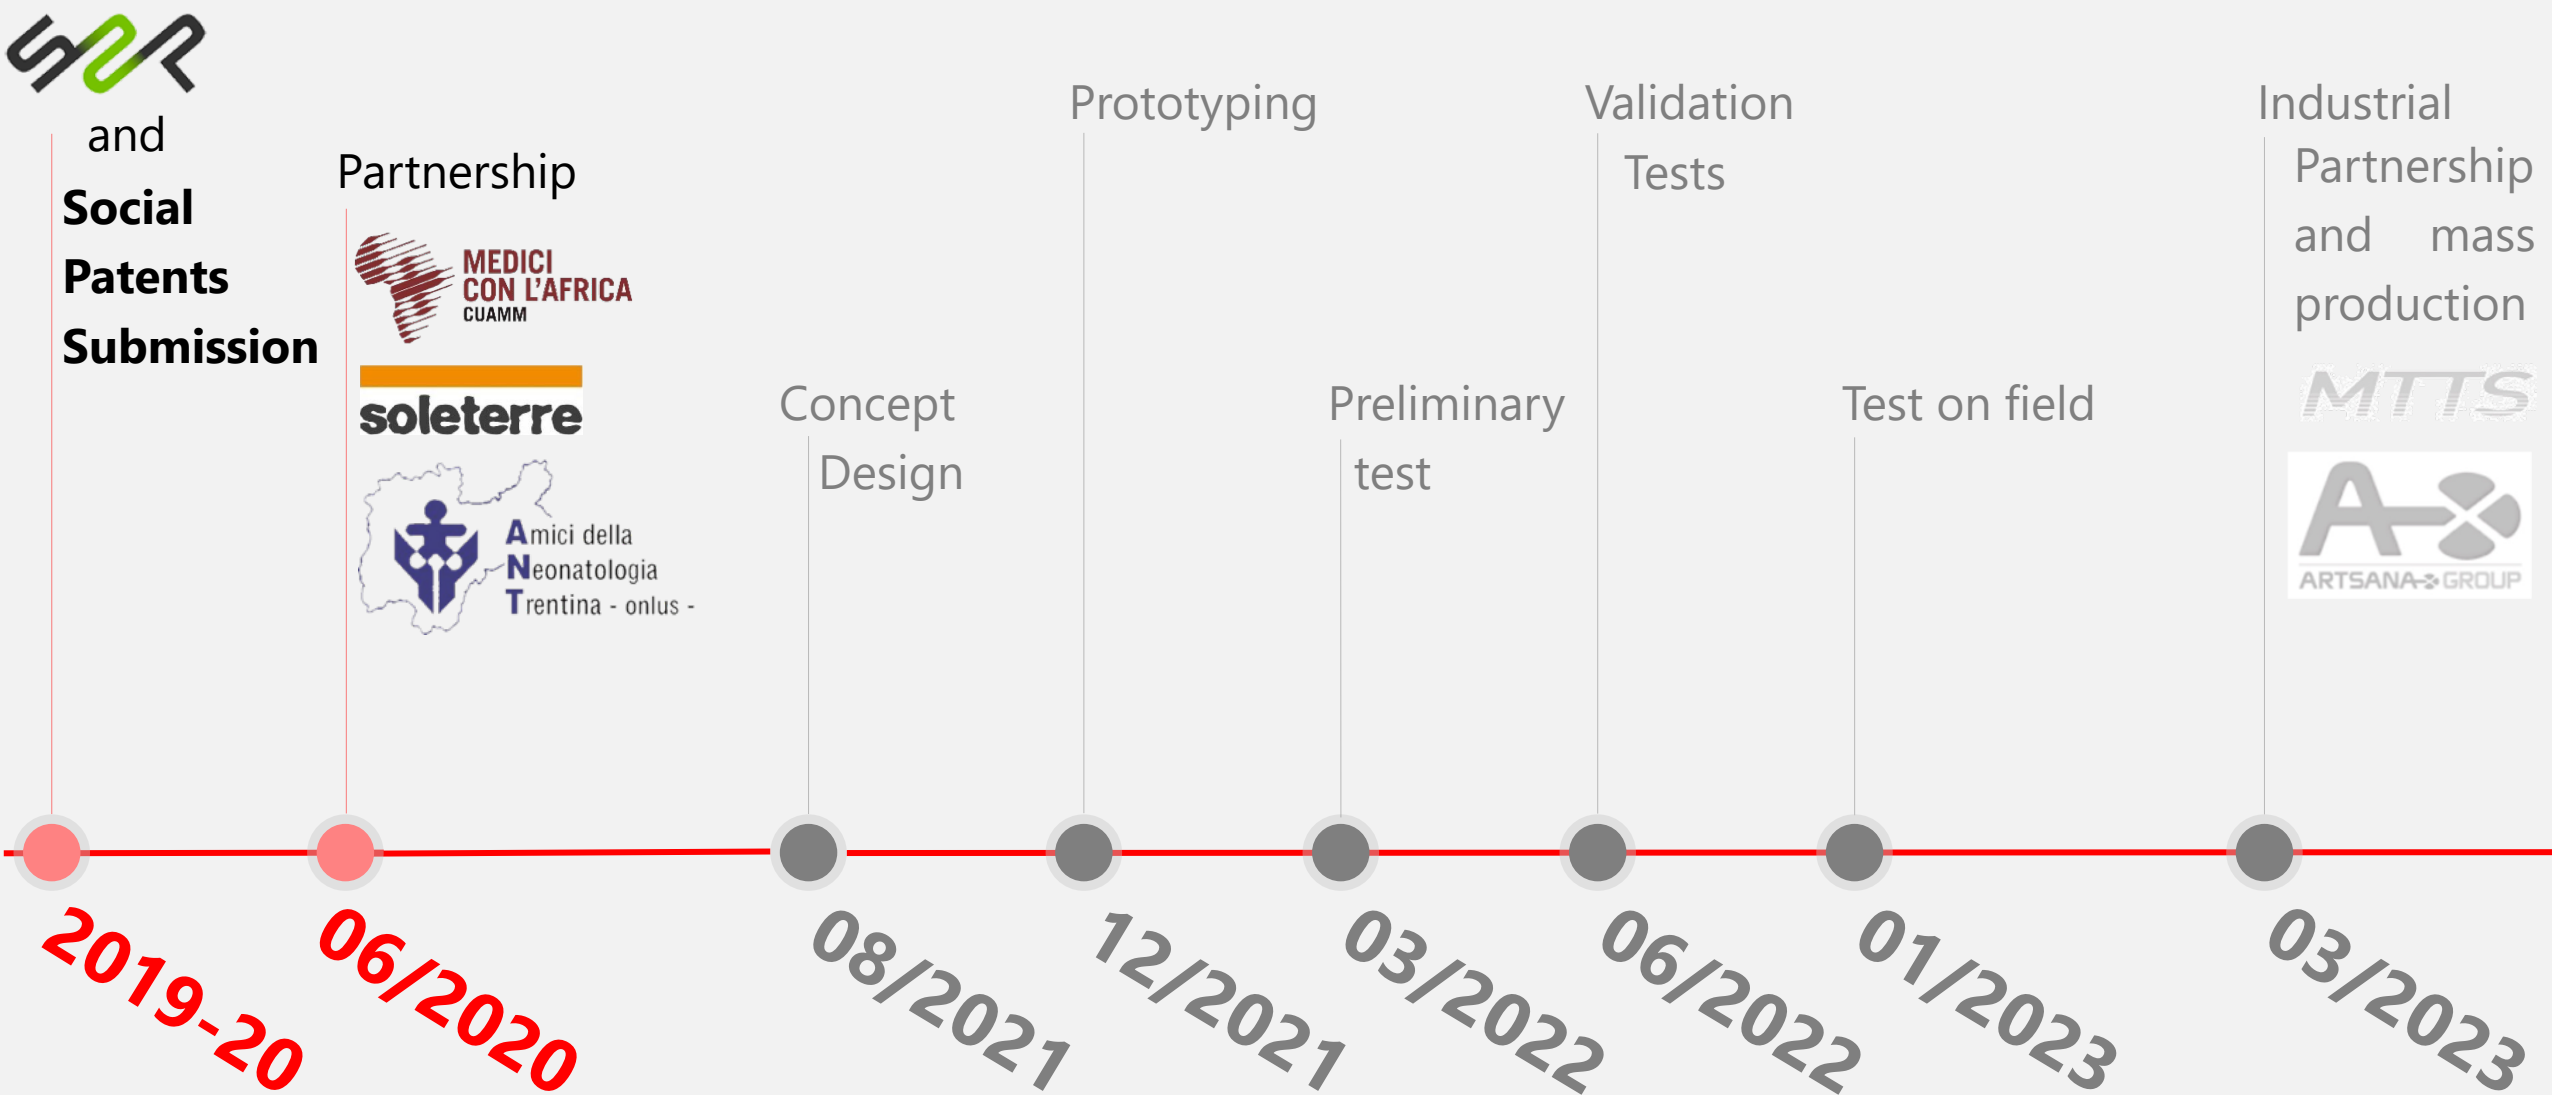 S2R
and
Social
Patents
Submission
Partnership
MEDICI
CON L'AFRICA
CUAMM
soleterre
Amici della
Neonatologia
Trentina - onlus -
Concept
Design
Prototyping
Preliminary
test
Validation
Tests
Test on field
Industrial
Partnership
and mass
production
MTTS
A
ARTSANA GROUP
2019-20
06/2020
08/2021
12/2021
03/2022
06/2022
01/2023
03/2023